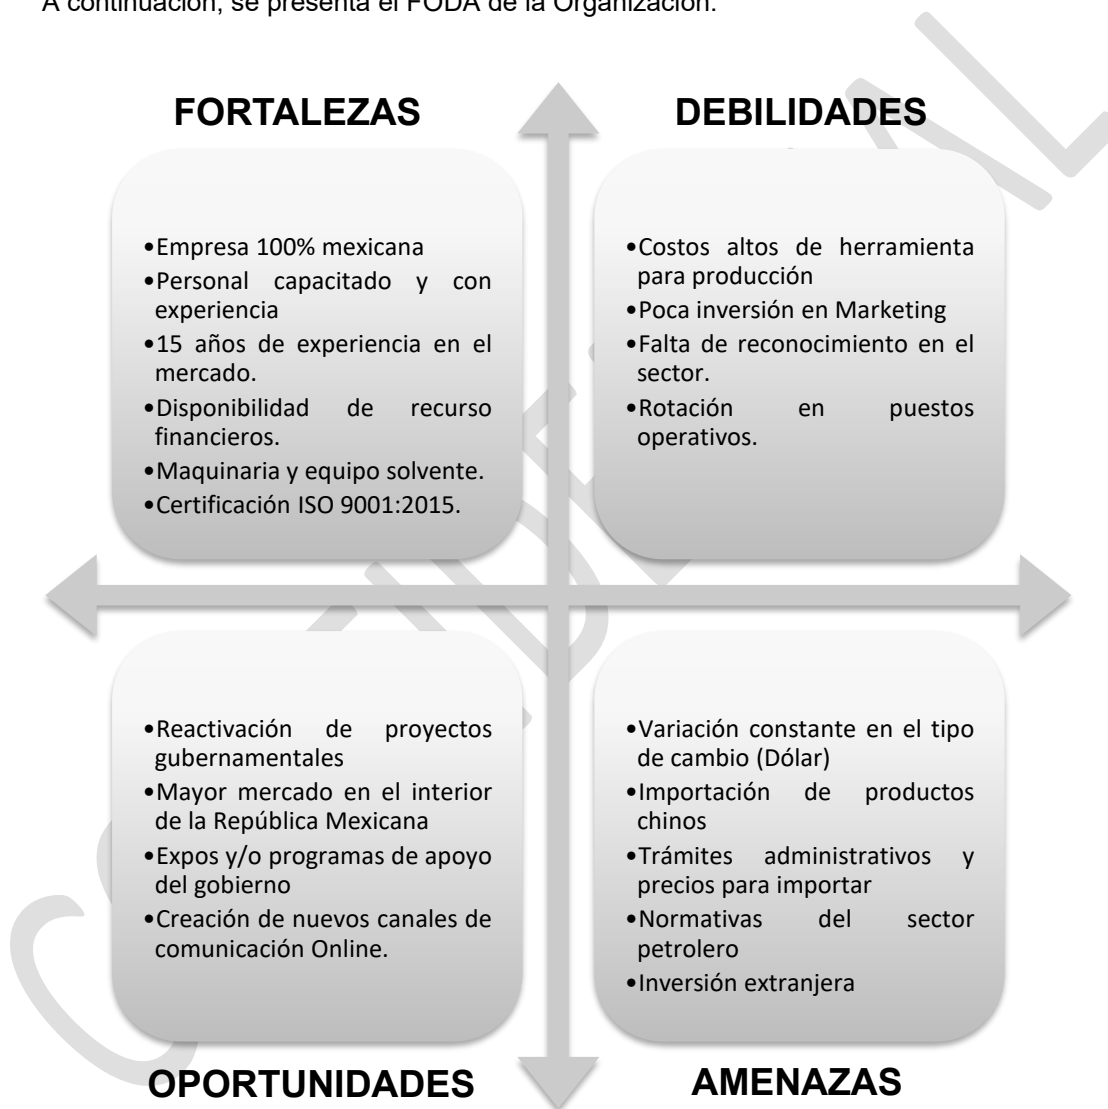 A continuación, se presenta el FODA de la Organización.
FORTALEZAS
•Empresa 100% mexicana
•Personal capacitado y con
experiencia
•15 años de experiencia en el
mercado.
•Disponibilidad de recurso
financieros.
•Maquinaria y equipo solvente.
•Certificación ISO 9001:2015.
DEBILIDADES
•Costos altos de herramienta
para producción
•Poca inversión en Marketing
•Falta de reconocimiento en el
sector.
•Rotación en puestos
operativos.
•Reactivación de proyectos
gubernamentales
•Mayor mercado en el interior
de la República Mexicana
•Expos y/o programas de apoyo
del gobierno
•Creación de nuevos canales de
comunicación Online.
OPORTUNIDADES
•Variación constante en el tipo
de cambio (Dólar)
•Importación de productos
chinos
•Trámites administrativos y
precios para importar
•Normativas del sector
petrolero
•Inversión extranjera
AMENAZAS